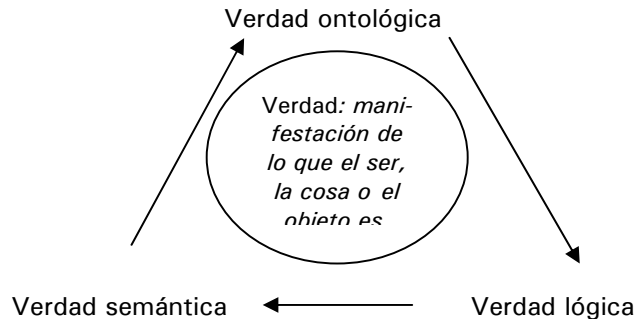 Verdad ontológica
Verdad: mani-
festación de
lo que el ser,
la cosa o el
objeto es
Verdad semántica
Verdad lógica